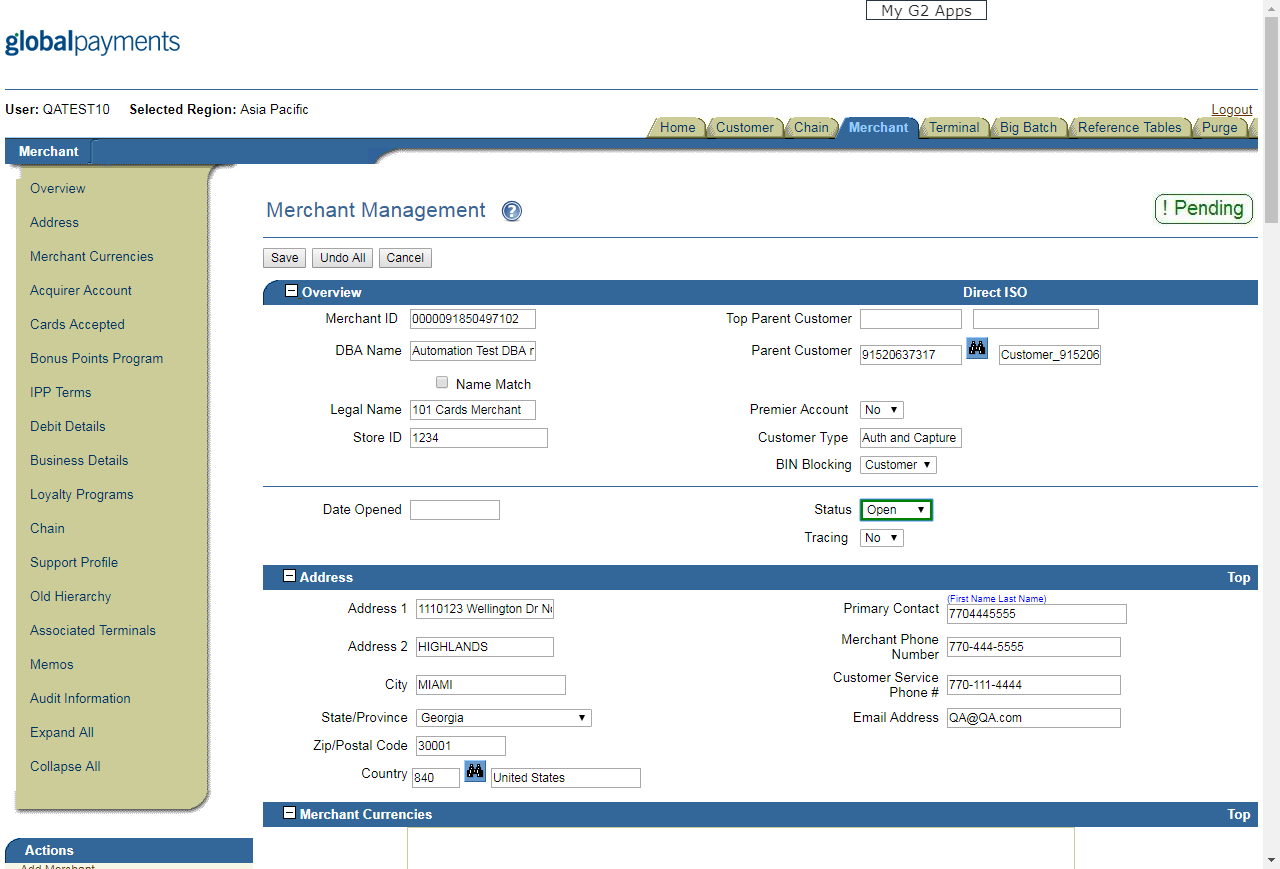 My G2 Apps
globalpayments
User: QATEST10 Selected Region: Asia Pacific
Logout
Home Customer Chain Merchant Terminal Big Batch Reference Tables Purge
Merchant
Overview
Address
Merchant Currencies
Acquirer Account
Cards Accepted
Bonus Points Program
IPP Terms
Debit Details
Business Details
Loyalty Programs
Chain
Support Profile
Old Hierarchy
Associated Terminals
Memos
Audit Information
Expand All
Collapse All
Actions
Add Merchant
Merchant Management ?
! Pending
Save Undo All Cancel
Overview Direct ISO
Merchant ID 0000091850497102 Top Parent Customer
DBA Name Automation Test DBA r Parent Customer 91520637317 Customer_915206
Name Match
Legal Name 101 Cards Merchant Premier Account No
Store ID 1234 Customer Type Auth and Capture
BIN Blocking Customer
Date Opened Status Open
Tracing No
Address Top
(First Name Last Name)
Address 1 1110123 Wellington Dr No Primary Contact 7704445555
Address 2 HIGHLANDS Merchant Phone Number 770-444-5555
City MIAMI Customer Service Phone # 770-111-4444
State/Province Georgia Email Address QA@QA.com
Zip/Postal Code 30001
Country 840 United States
Merchant Currencies Top